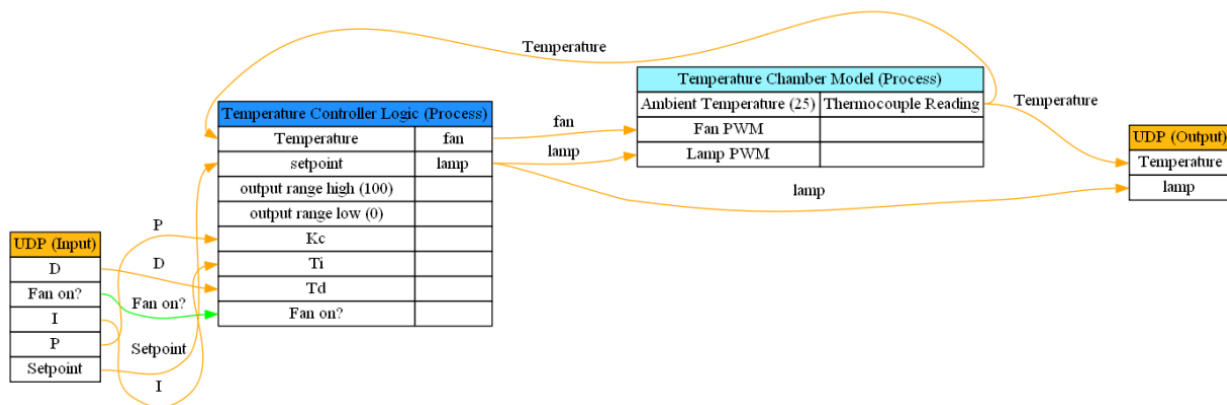 Temperature
Temperature Chamber Model (Process)
Ambient Temperature (25) Thermocouple Reading
Fan PWM
Lamp PWM
Temperature
Temperature Controller Logic (Process)
Temperature fan
setpoint lamp
output range high (100)
output range low (0)
Kc
Ti
Td
Fan on?
fan
lamp
lamp
UDP (Output)
Temperature
lamp
UDP (Input)
D
Fan on?
I
P
Setpoint
P
D
Fan on?
Setpoint
I